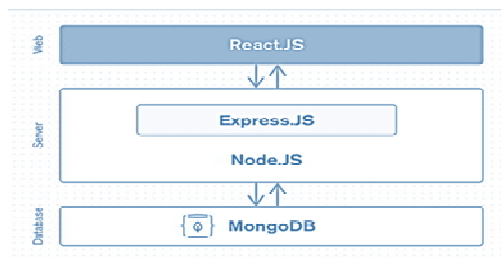 Web
React.JS
Server
Express.JS
Node.JS
Database
MongoDB